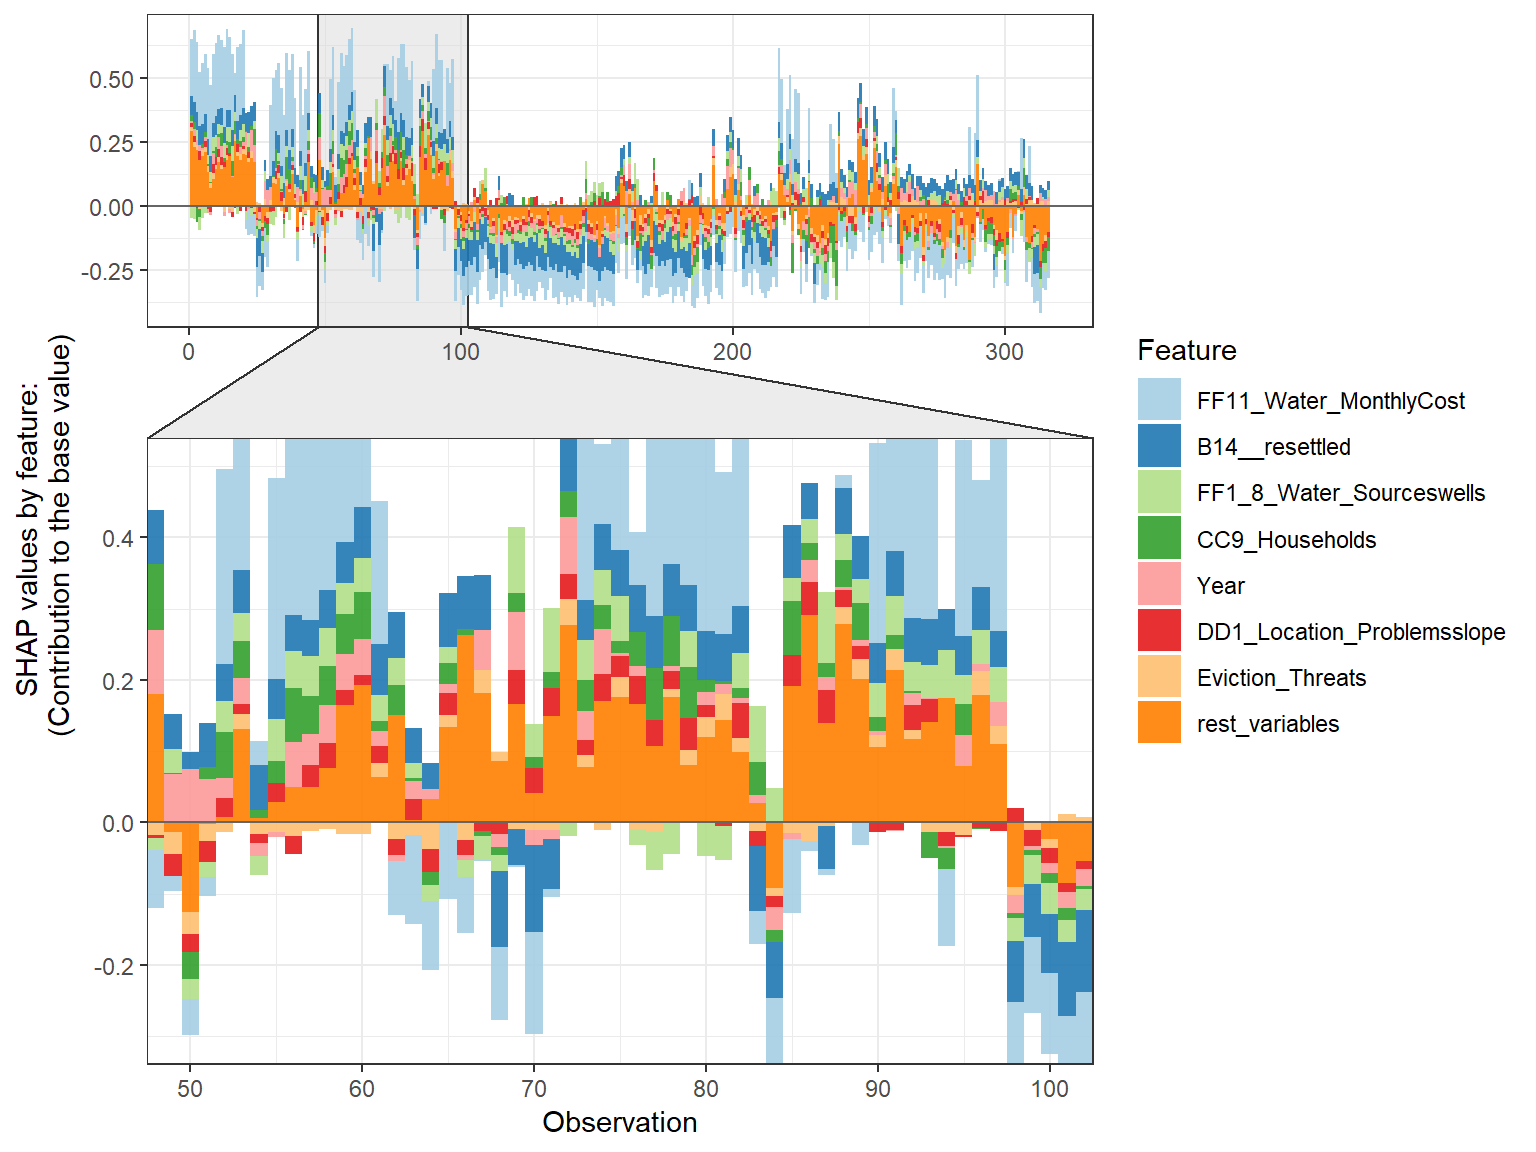 0.50
0.25
0.00
-0.25
0
100
200
300
SHAP values by feature:
(Contribution to the base value)
0.4
0.2
0.0
-0.2
50
60
70
80
90
100
Observation
Feature
FF11_Water_MonthlyCost
B14__resettled
FF1_8_Water_Sourceswells
CC9_Households
Year
DD1_Location_Problemsslope
Eviction_Threats
rest_variables